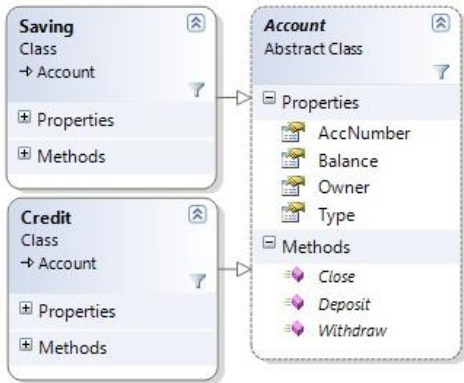 Saving
Class
→ Account
Properties
Methods
Credit
Class
→ Account
Properties
Methods
Account
Abstract Class
Properties
AccNumber
Balance
Owner
Type
Methods
Close
Deposit
Withdraw